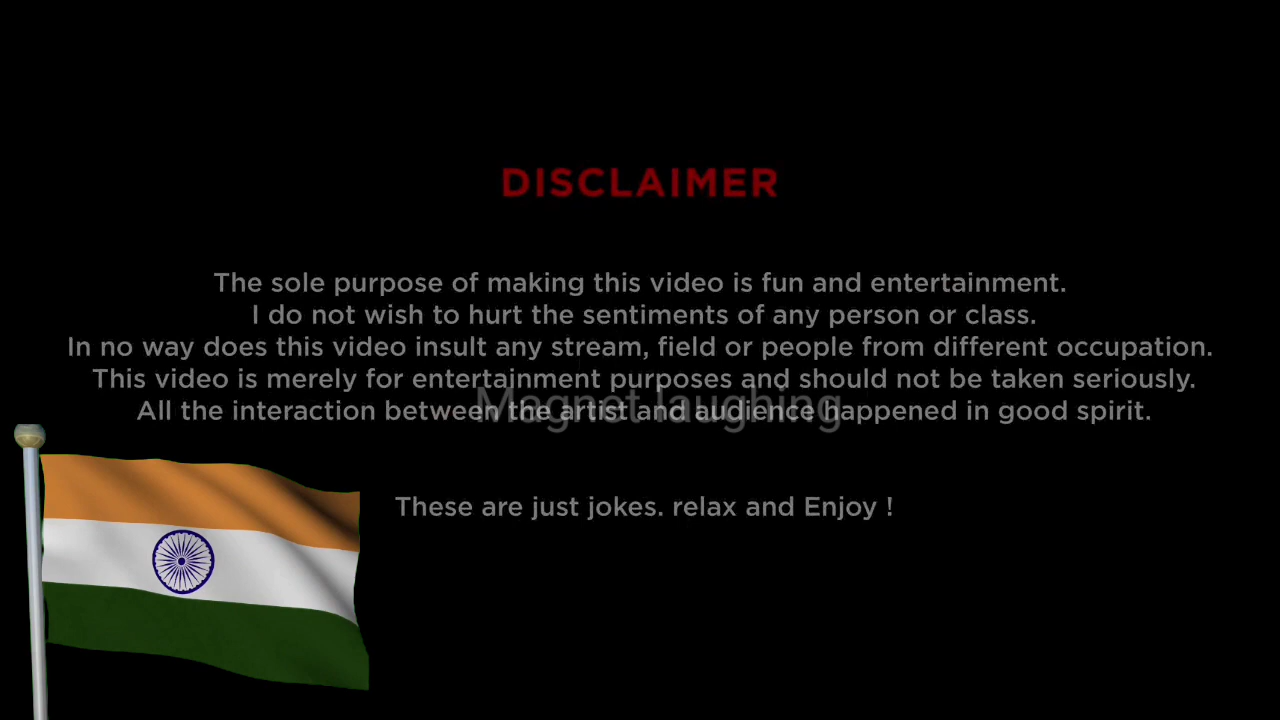 DISCLAIMER
The sole purpose of making this video is fun and entertainment.
I do not wish to hurt the sentiments of any person or class.
In no way does this video insult any stream, field or people from different occupation.
This video is merely for entertainment purposes and should not be taken seriously.
All the interaction between the artist and audience happened in good spirit.
Magnet laughing
These are just jokes. relax and Enjoy !